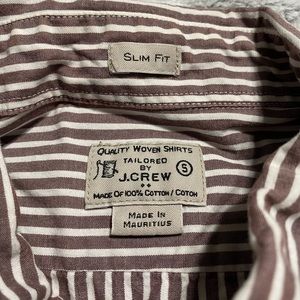 SLIM FIT
QUALITY WOVEN SHIRTS
TAILORED
BY
J.CREW
S
MADE OF 100% COTTON / COTON
MADE IN
MAURITIUS